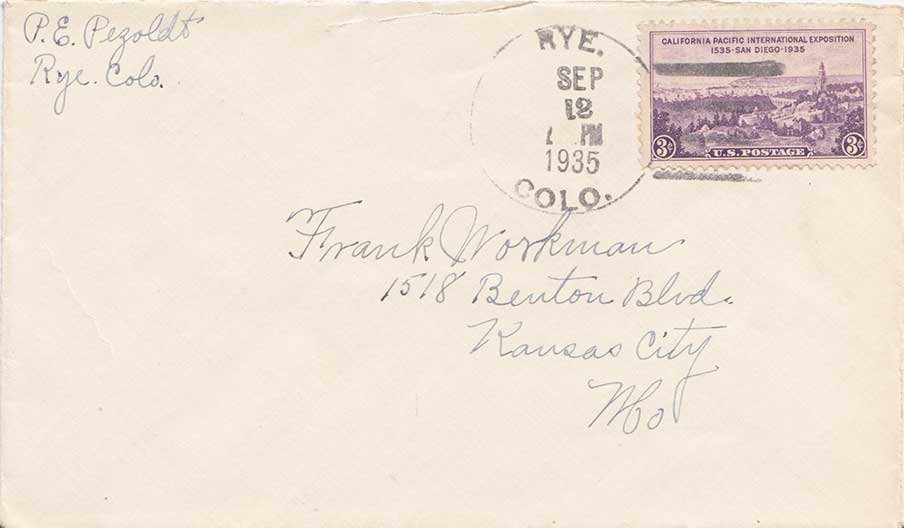 P. E. Pezoldt
Rye. Colo.
RYE.
SEP
12
PM
1935
COLO.
CALIFORNIA PACIFIC INTERNATIONAL EXPOSITION
1535·SAN DIEGO·1935
3¢ U.S. POSTAGE 3¢
Frank Workman
1518 Benton Blvd.
Kansas City
Mo